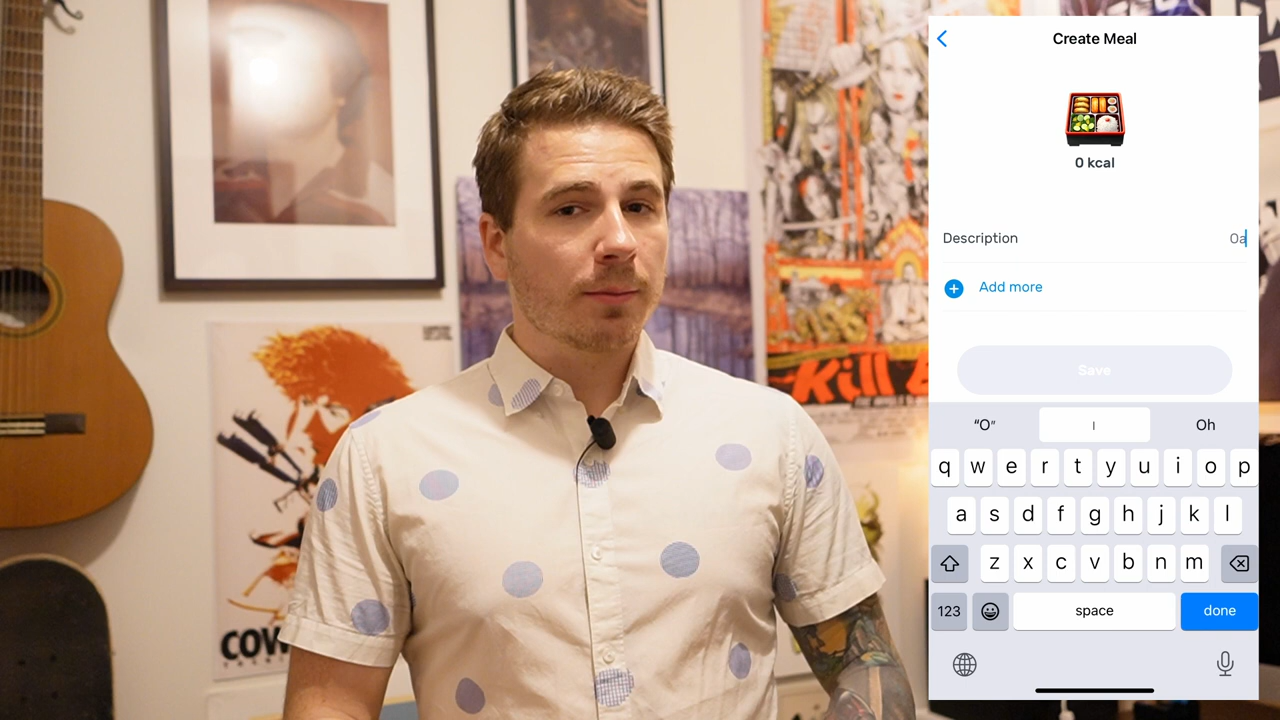 Create Meal
0 kcal
Description
Oa
Add more
Save
“O”
I
Oh
q w e r t y u i o p
a s d f g h j k l
z x c v b n m
123
space
done
Kill B
COW